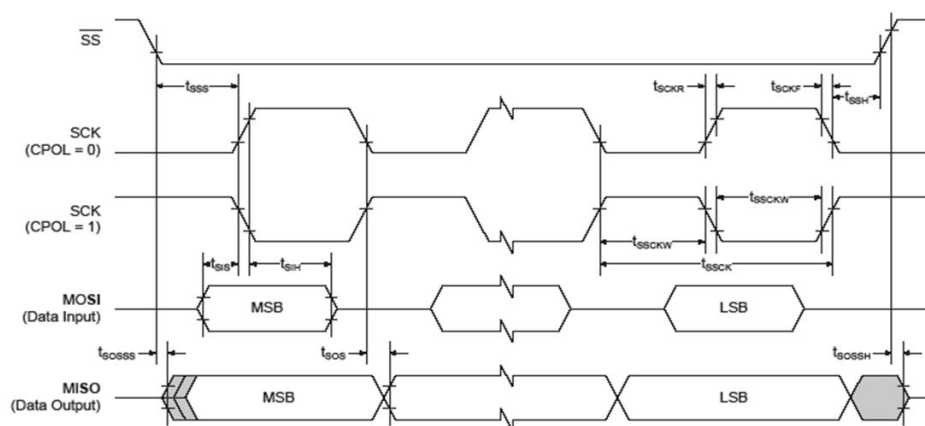 SS
tSSS
tSCKR
tSCKF
tSSH
SCK
(CPOL = 0)
SCK
(CPOL = 1)
tSSCKW
tSSCKW
tSSCK
tSIS
tSIH
MOSI
(Data Input)
MSB
LSB
tSOSSS
tSOS
tSOSSH
MISO
(Data Output)
MSB
LSB